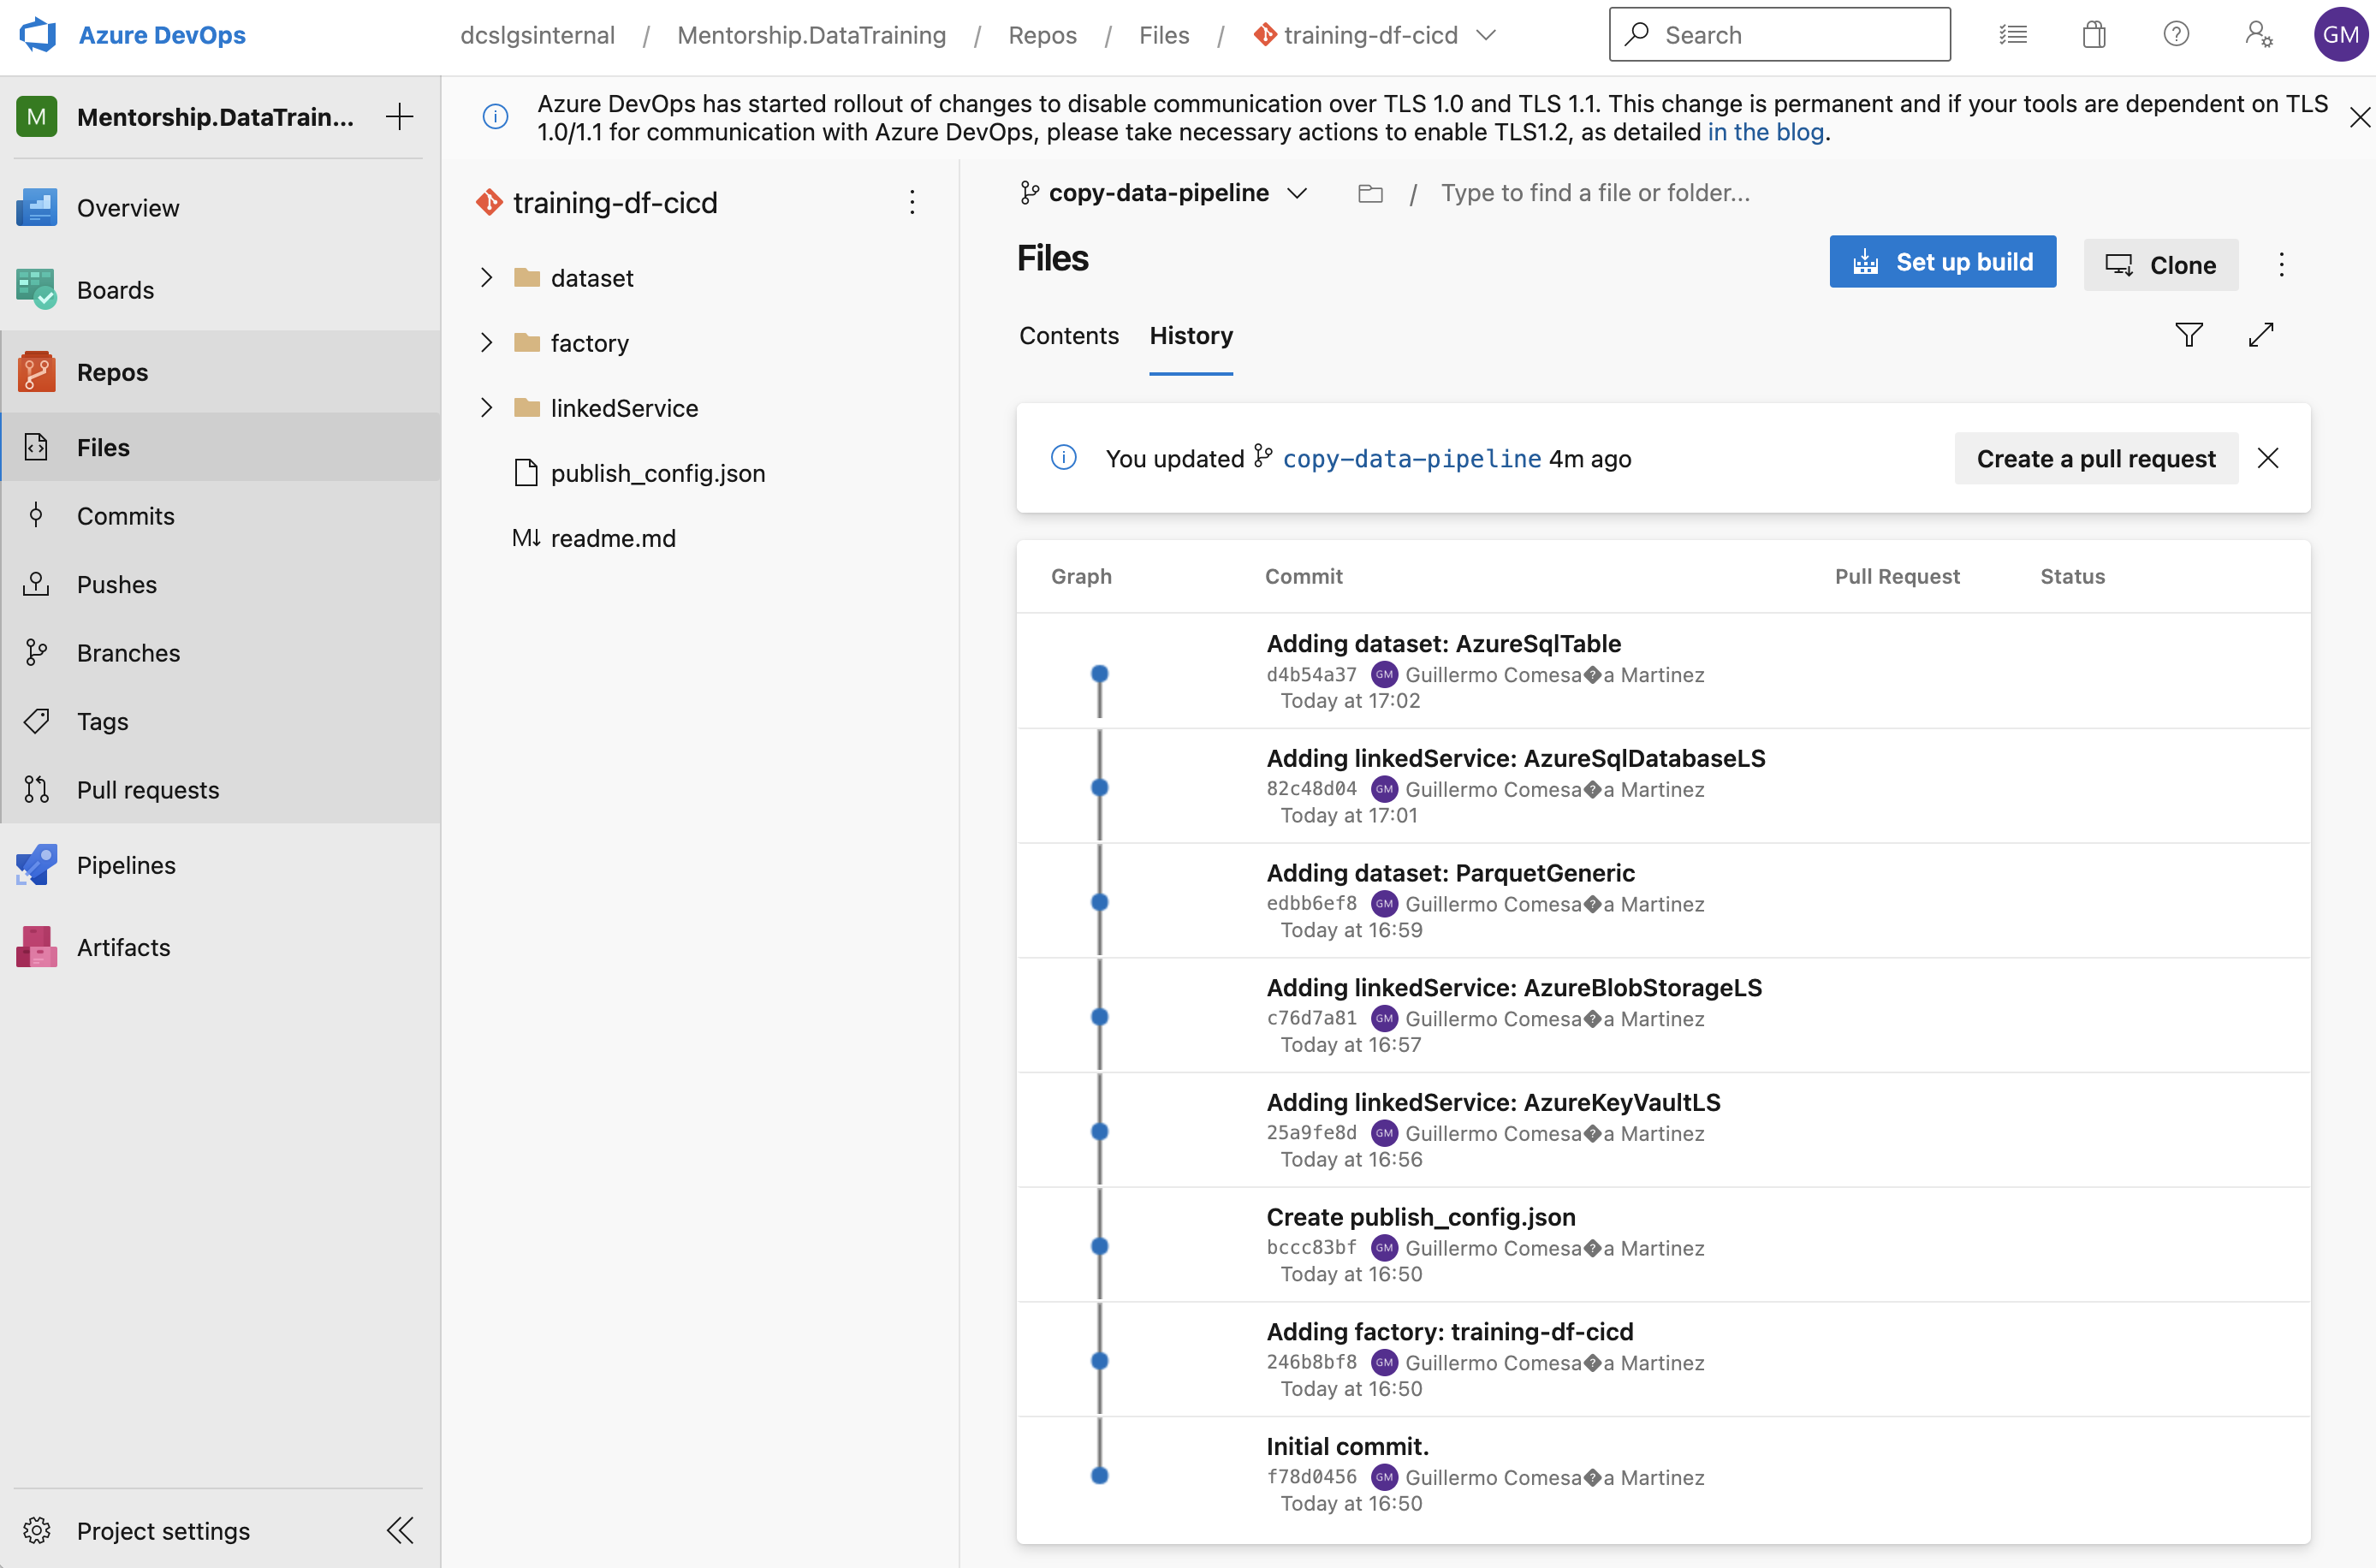 Azure DevOps
dcslgsinternal / Mentorship.DataTraining / Repos / Files / training-df-cicd
Search
GM
M Mentorship.DataTrain...
Azure DevOps has started rollout of changes to disable communication over TLS 1.0 and TLS 1.1. This change is permanent and if your tools are dependent on TLS
1.0/1.1 for communication with Azure DevOps, please take necessary actions to enable TLS1.2, as detailed in the blog.
Overview
Boards
Repos
Files
Commits
Pushes
Branches
Tags
Pull requests
Pipelines
Artifacts
Project settings
training-df-cicd
dataset
factory
linkedService
publish_config.json
M↓ readme.md
copy-data-pipeline / Type to find a file or folder...
Files
Set up build
Clone
Contents History
You updated copy-data-pipeline 4m ago
Create a pull request
Graph Commit Pull Request Status
Adding dataset: AzureSqlTable
d4b54a37 GM Guillermo Comesa�a Martinez
Today at 17:02
Adding linkedService: AzureSqlDatabaseLS
82c48d04 GM Guillermo Comesa�a Martinez
Today at 17:01
Adding dataset: ParquetGeneric
edbb6ef8 GM Guillermo Comesa�a Martinez
Today at 16:59
Adding linkedService: AzureBlobStorageLS
c76d7a81 GM Guillermo Comesa�a Martinez
Today at 16:57
Adding linkedService: AzureKeyVaultLS
25a9fe8d GM Guillermo Comesa�a Martinez
Today at 16:56
Create publish_config.json
bccc83bf GM Guillermo Comesa�a Martinez
Today at 16:50
Adding factory: training-df-cicd
246b8bf8 GM Guillermo Comesa�a Martinez
Today at 16:50
Initial commit.
f78d0456 GM Guillermo Comesa�a Martinez
Today at 16:50